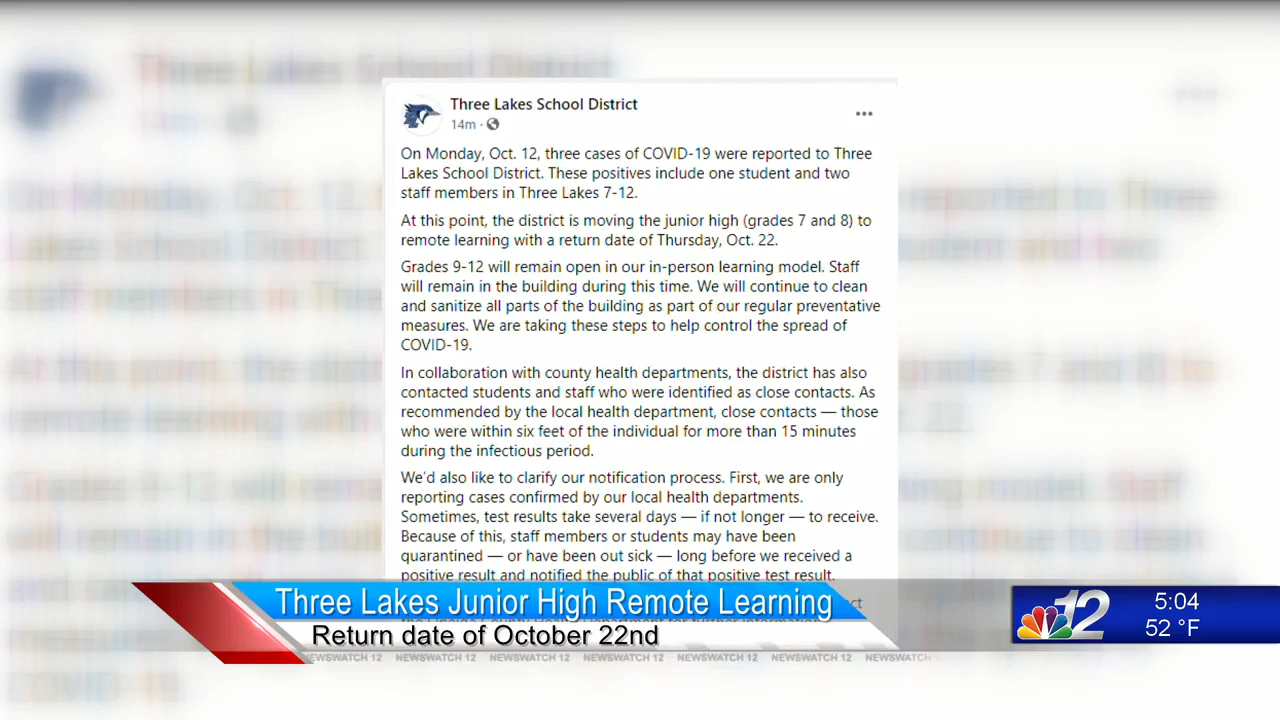 Three Lakes School District
14m ·
On Monday, Oct. 12, three cases of COVID-19 were reported to Three
Lakes School District. These positives include one student and two
staff members in Three Lakes 7-12.
At this point, the district is moving the junior high (grades 7 and 8) to
remote learning with a return date of Thursday, Oct. 22.
Grades 9-12 will remain open in our in-person learning model. Staff
will remain in the building during this time. We will continue to clean
and sanitize all parts of the building as part of our regular preventative
measures. We are taking these steps to help control the spread of
COVID-19.
In collaboration with county health departments, the district has also
contacted students and staff who were identified as close contacts. As
recommended by the local health department, close contacts — those
who were within six feet of the individual for more than 15 minutes
during the infectious period.
We'd also like to clarify our notification process. First, we are only
reporting cases confirmed by our local health departments.
Sometimes, test results take several days — if not longer — to receive.
Because of this, staff members or students may have been
quarantined — or have been out sick — long before we received a
positive result and notified the public of that positive test result.
Three Lakes Junior High Remote Learning
Return date of October 22nd
NEWSWATCH 12 NEWSWATCH 12 NEWSWATCH 12 NEWSWATCH 12 NEWSWATCH 12 NEWSWATCH 12 NEWSWATCH
12
5:04
52 °F